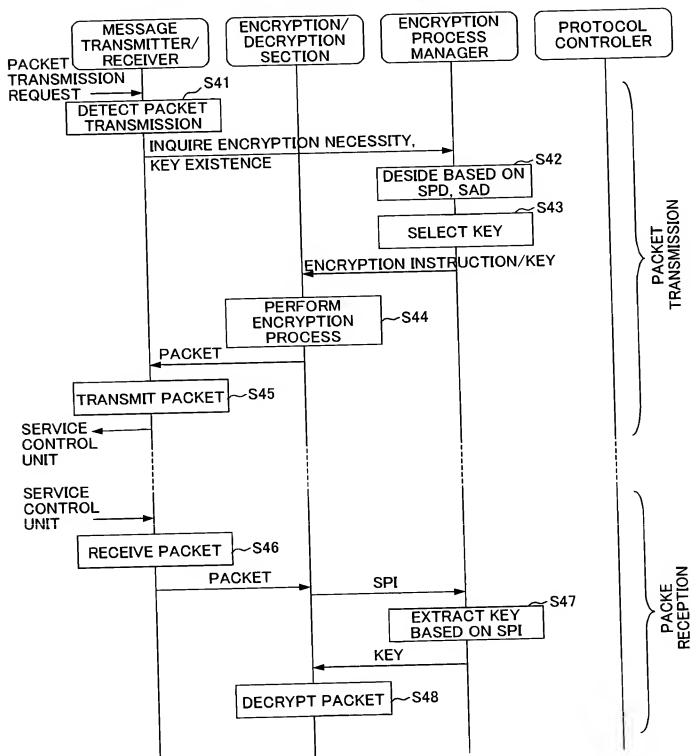 MESSAGE
TRANSMITTER/
RECEIVER
ENCRYPTION/
DECRYPTION
SECTION
ENCRYPTION
PROCESS
MANAGER
PROTOCOL
CONTROLER
PACKET
TRANSMISSION
REQUEST
S41
DETECT PACKET
TRANSMISSION
INQUIRE ENCRYPTION NECESSITY,
KEY EXISTENCE
S42
DESIDE BASED ON
SPD, SAD
S43
SELECT KEY
ENCRYPTION INSTRUCTION/KEY
PERFORM
ENCRYPTION
PROCESS
S44
PACKET
TRANSMIT PACKET
S45
SERVICE
CONTROL
UNIT
PACKET
TRANSMISSION
SERVICE
CONTROL
UNIT
RECEIVE PACKET
S46
PACKET
SPI
S47
EXTRACT KEY
BASED ON SPI
KEY
DECRYPT PACKET
S48
PACKE
RECEPTION